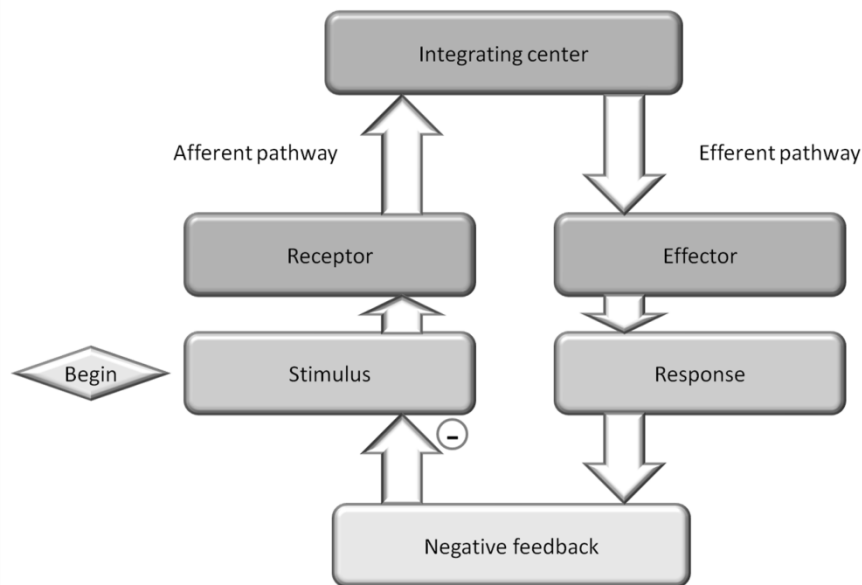 Integrating center
Afferent pathway
Efferent pathway
Receptor
Effector
Begin
Stimulus
Response
-
Negative feedback